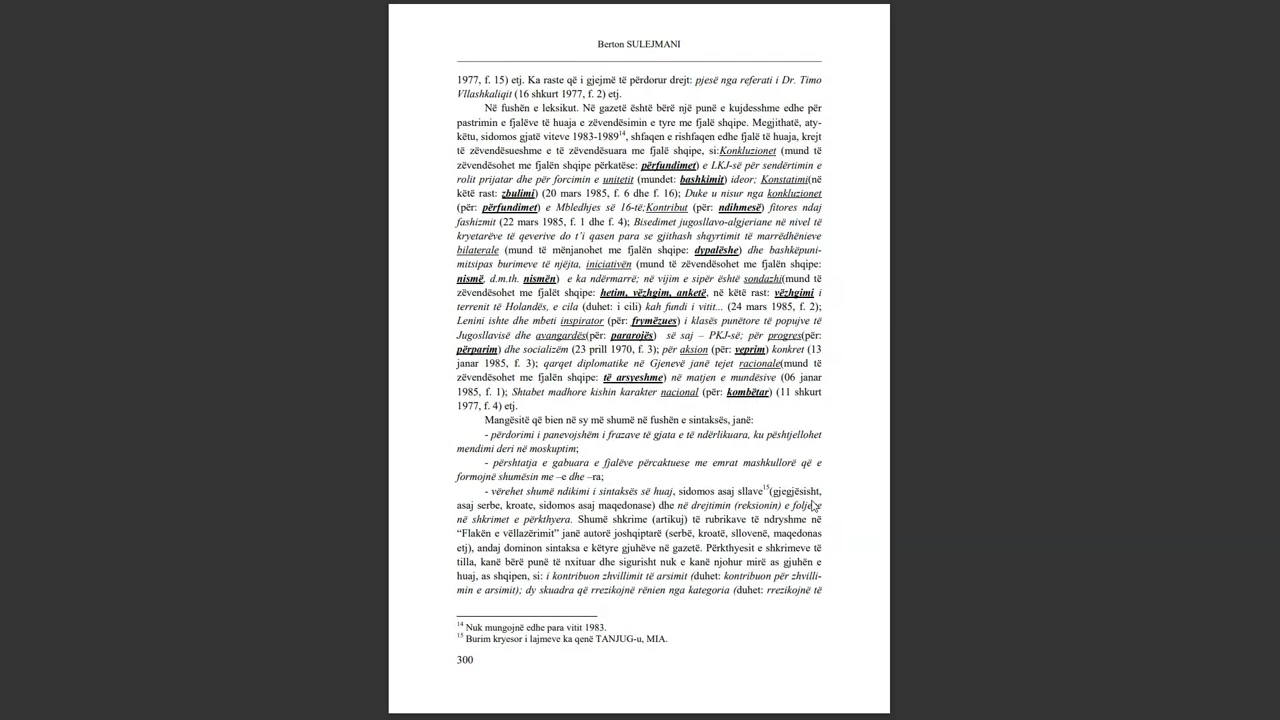 Berton SULEJMANI
1977, f. 15) etj. Ka raste që i gjejmë të përdorur drejt: pjesë nga referati i Dr. Timo
Vllashkaliqit (16 shkurt 1977, f. 2) etj.
Në fushën e leksikut. Në gazetë është bërë një punë e kujdesshme edhe për
pastrimin e fjalëve të huaja e zëvendësimin e tyre me fjalë shqipe. Megjithatë, aty-
këtu, sidomos gjatë viteve 1983-198914, shfaqen e rishfaqen edhe fjalë të huaja, krejt
të zëvendësueshme e të zëvendësuara me fjalë shqipe, si:Konkluzionet (mund të
zëvendësohet me fjalën shqipe përkatëse: përfundimet) e LKJ-së për sendërtimin e
rolit prijatar dhe për forcimin e unitetit (mundet: bashkimit) ideor; Konstatimi(në
këtë rast: zbulimi) (20 mars 1985, f. 6 dhe f. 16); Duke u nisur nga konkluzionet
(për: përfundimet) e Mbledhjes së 16-të;Kontribut (për: ndihmesë) fitores ndaj
fashizmit (22 mars 1985, f. 1 dhe f. 4); Bisedimet jugosllavo-algjeriane në nivel të
kryetarëve të qeverive do t’i qasen para se gjithash shqyrtimit të marrëdhënieve
bilaterale (mund të mënjanohet me fjalën shqipe: dypalëshe) dhe bashkëpuni-
mitsipas burimeve të njëjta, iniciativën (mund të zëvendësohet me fjalën shqipe:
nismë, d.m.th. nismën) e ka ndërmarrë; në vijim e sipër është sondazhi(mund të
zëvendësohet me fjalët shqipe: hetim, vëzhgim, anketë, në këtë rast: vëzhgimi i
terrenit të Holandës, e cila (duhet: i cili) kah fundi i vitit... (24 mars 1985, f. 2);
Lenini ishte dhe mbeti inspirator (për: frymëzues) i klasës punëtore të popujve të
Jugosllavisë dhe avangardës(për: pararojës) së saj – PKJ-së; për progres(për:
përparim) dhe socializëm (23 prill 1970, f. 3); për aksion (për: veprim) konkret (13
janar 1985, f. 3); qarqet diplomatike në Gjenevë janë tejet racionale(mund të
zëvendësohet me fjalën shqipe: të arsyeshme) në matjen e mundësive (06 janar
1985, f. 1); Shtabet madhore kishin karakter nacional (për: kombëtar) (11 shkurt
1977, f. 4) etj.
Mangësitë që bien në sy më shumë në fushën e sintaksës, janë:
- përdorimi i panevojshëm i frazave të gjata e të ndërlikuara, ku pështjellohet
mendimi deri në moskuptim;
- përshtatja e gabuara e fjalëve përcaktuese me emrat mashkullorë që e
formojnë shumësin me –e dhe –ra;
- vërehet shumë ndikimi i sintaksës së huaj, sidomos asaj sllave15(gjegjësisht,
asaj serbe, kroate, sidomos asaj maqedonase) dhe në drejtimin (reksionin) e foljeve
në shkrimet e përkthyera. Shumë shkrime (artikuj) të rubrikave të ndryshme në
“Flakën e vëllazërimit” janë autorë joshqiptarë (serbë, kroatë, sllovenë, maqedonas
etj), andaj dominon sintaksa e këtyre gjuhëve në gazetë. Përkthyesit e shkrimeve të
tilla, kanë bërë punë të nxituar dhe sigurisht nuk e kanë njohur mirë as gjuhën e
huaj, as shqipen, si: i kontribuon zhvillimit të arsimit (duhet: kontribuon për zhvilli-
min e arsimit); dy skuadra që rrezikojnë rënien nga kategoria (duhet: rrezikojnë të
14 Nuk mungojnë edhe para vitit 1983.
15 Burim kryesor i lajmeve ka qenë TANJUG-u, MIA.
300